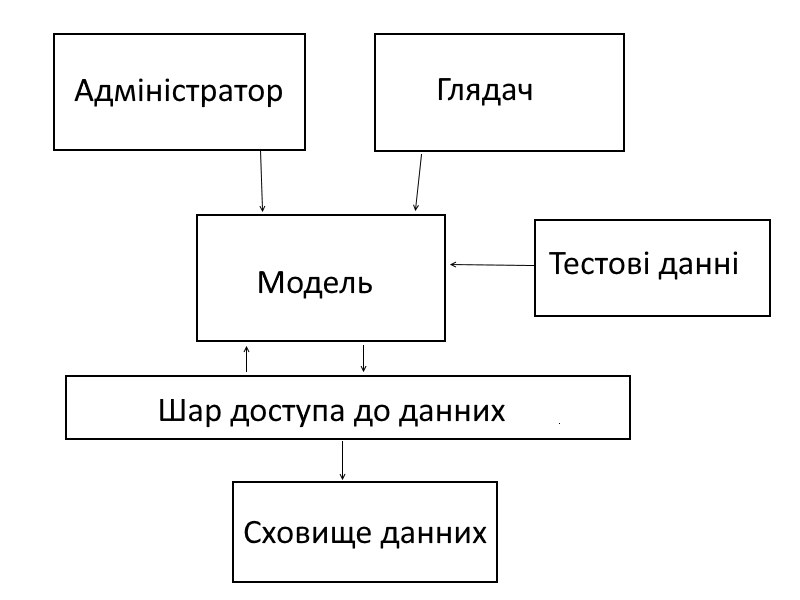 Адміністратор
Глядач
Модель
Тестові данні
Шар доступа до данних
Сховище данних